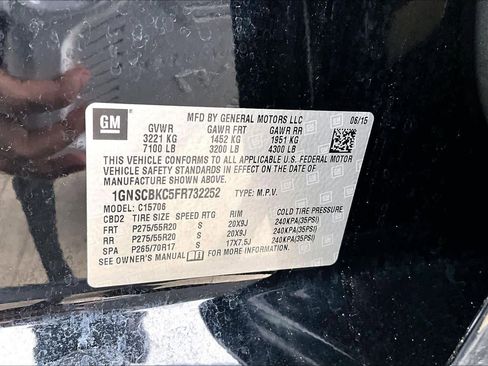 GM
MFD BY GENERAL MOTORS LLC 06/15
GVWR GAWR FRT GAWR RR
3221 KG 1452 KG 1951 KG
7100 LB 3200 LB 4300 LB
THIS VEHICLE CONFORMS TO ALL APPLICABLE U.S. FEDERAL MOTOR
VEHICLE SAFETY STANDARDS IN EFFECT ON THE DATE OF
MANUFACTURE SHOWN ABOVE.
1GNSCBKC5FR732252 TYPE: M.P.V.
MODEL: C15706
CBD2 TIRE SIZE SPEED RTG RIM COLD TIRE PRESSURE
FRT P275/55R20 S 20X9J 240KPA(35PSI)
RR P275/55R20 S 20X9J 240KPA(35PSI)
SPA P265/70R17 S 17X7.5J 240KPA(35PSI)
SEE OWNER'S MANUAL FOR MORE INFORMATION.